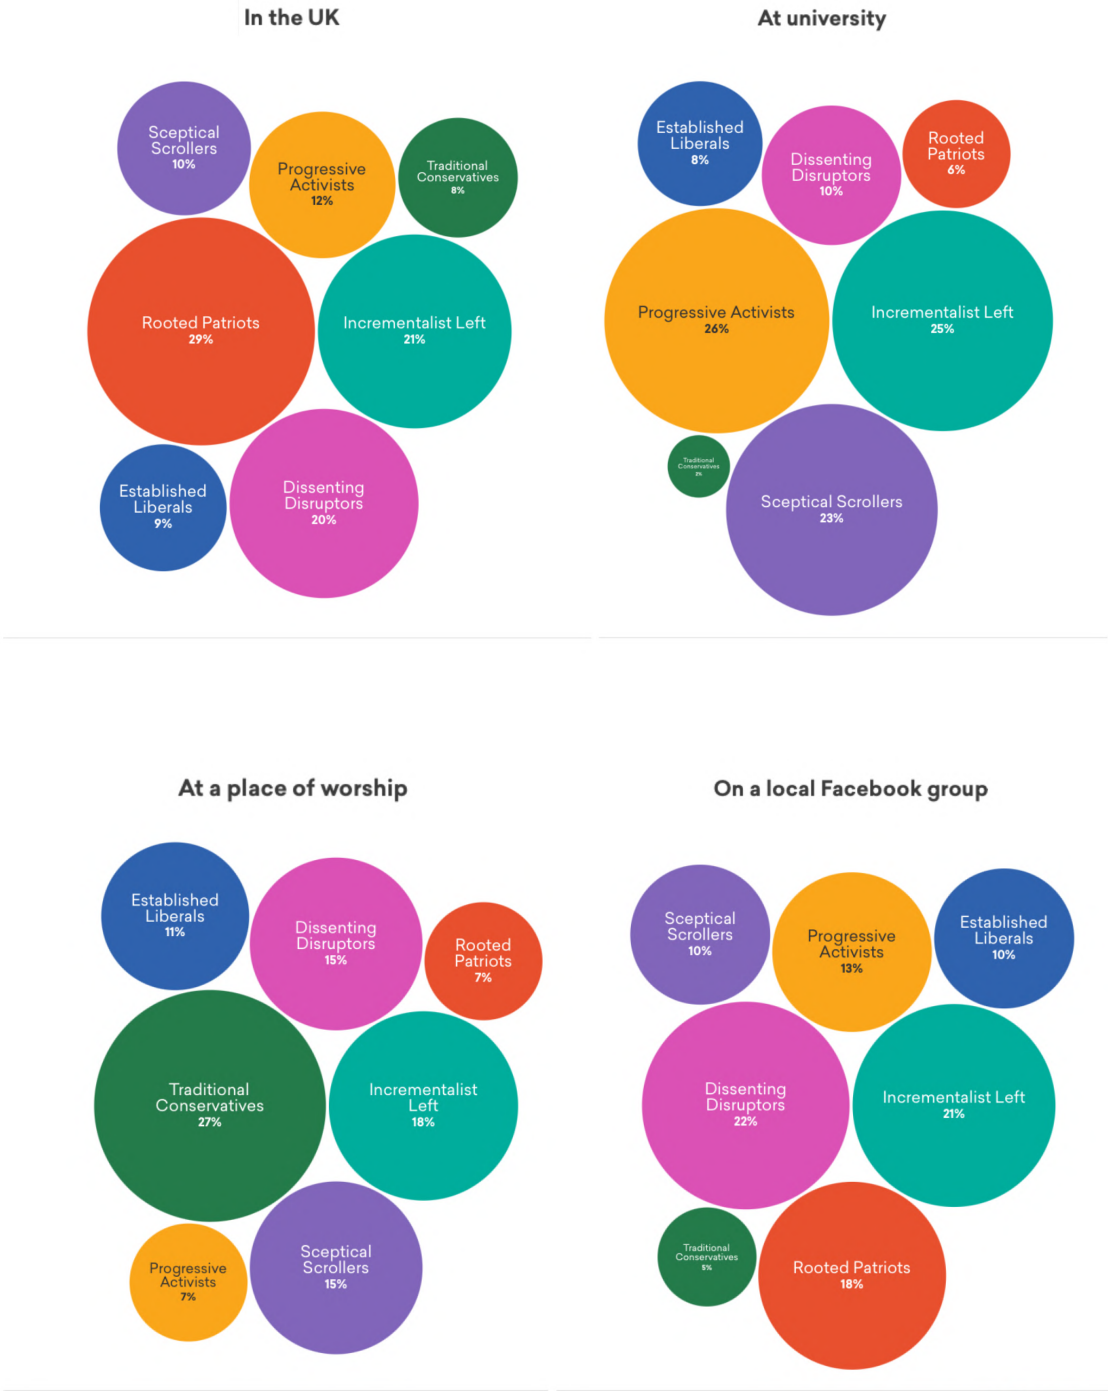 In the UK
Sceptical
Scrollers
10%
Progressive
Activists
12%
Traditional
Conservatives
8%
Rooted Patriots
29%
Incrementalist Left
21%
Established
Liberals
9%
Dissenting
Disruptors
20%
At university
Established
Liberals
8%
Dissenting
Disruptors
10%
Rooted
Patriots
6%
Progressive Activists
26%
Incrementalist Left
25%
Traditional
Conservatives
2%
Sceptical Scrollers
23%
At a place of worship
Established
Liberals
11%
Dissenting
Disruptors
15%
Rooted
Patriots
7%
Traditional
Conservatives
27%
Incrementalist
Left
18%
Progressive
Activists
7%
Sceptical
Scrollers
15%
On a local Facebook group
Sceptical
Scrollers
10%
Progressive
Activists
13%
Established
Liberals
10%
Dissenting
Disruptors
22%
Incrementalist Left
21%
Traditional
Conservatives
5%
Rooted Patriots
18%